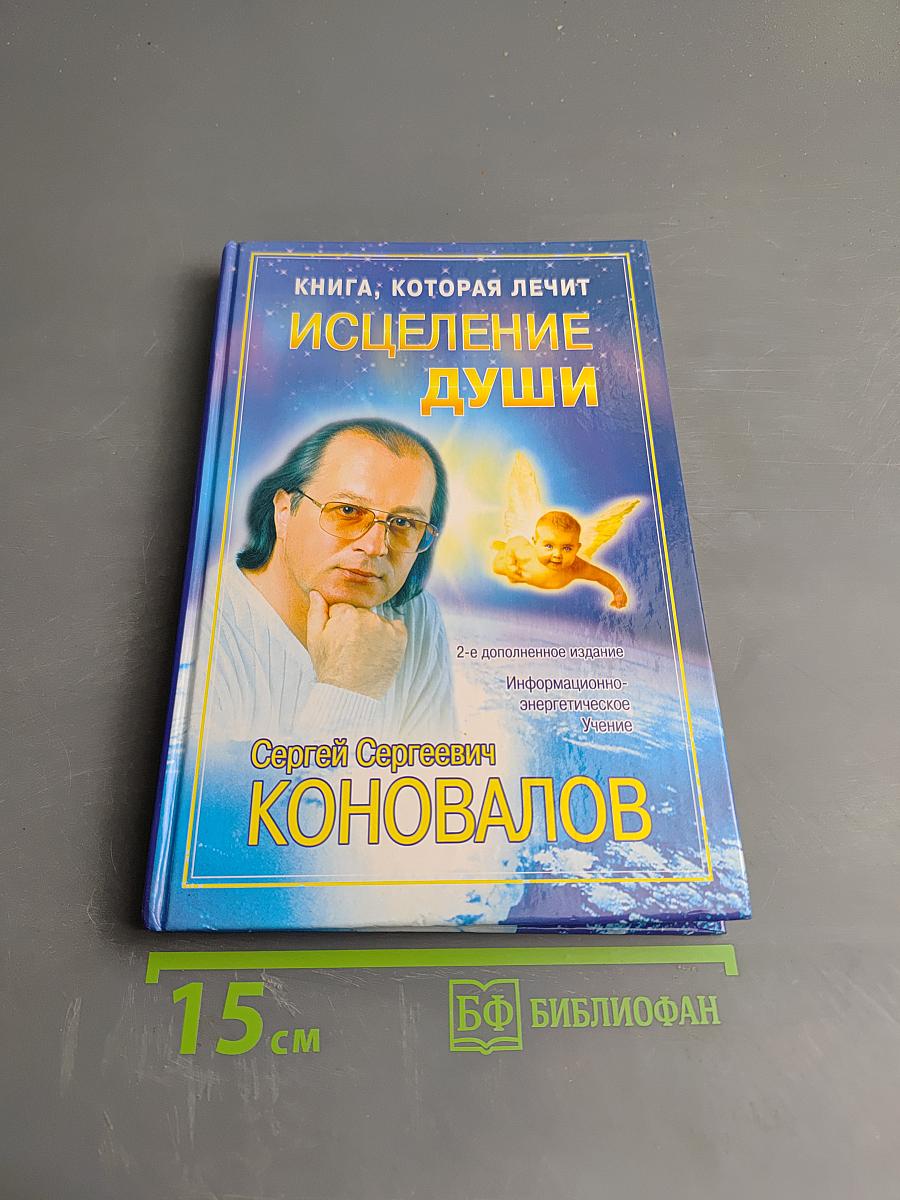 КНИГА, КОТОРАЯ ЛЕЧИТ
ИСЦЕЛЕНИЕ
ДУШИ
2-е дополненное издание
Информационно-
энергетическое
Учение
Сергей Сергеевич
КОНОВАЛОВ
15 см
БФ БИБЛИОФАН